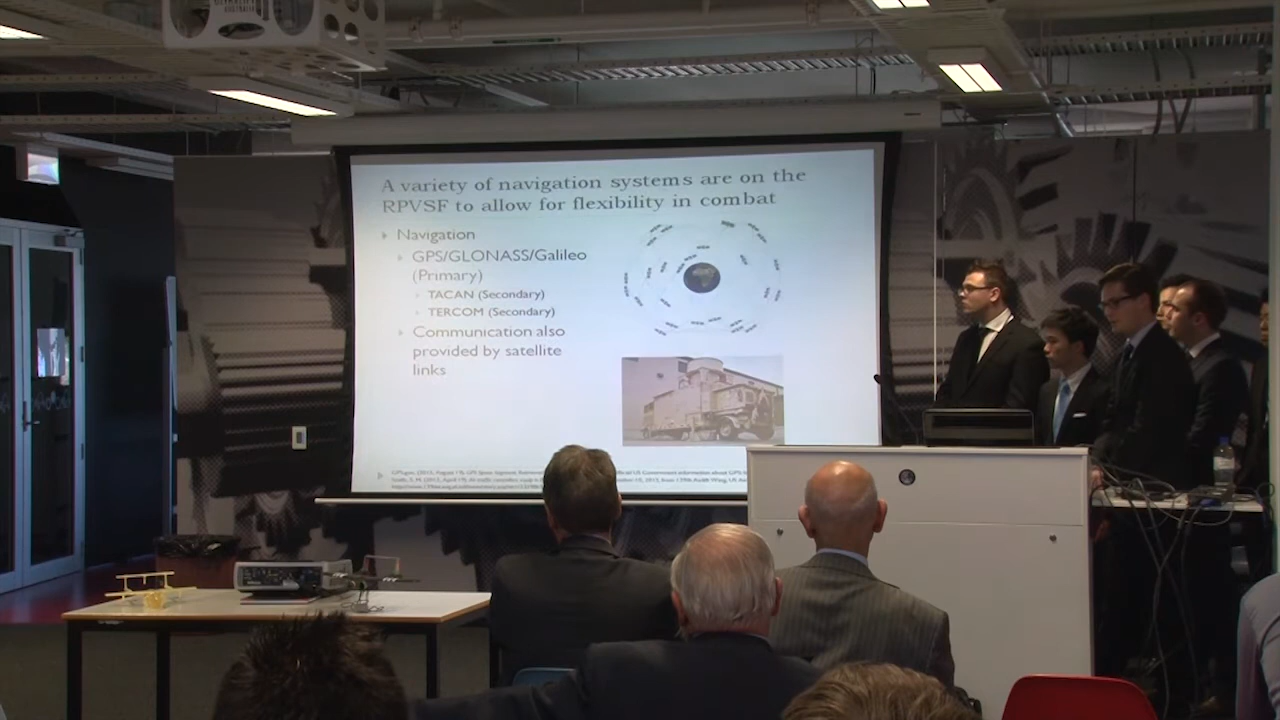 A variety of navigation systems are on the
RPVSF to allow for flexibility in combat
Navigation
GPS/GLONASS/Galileo
(Primary)
TACAN (Secondary)
TERCOM (Secondary)
Communication also
provided by satellite
links